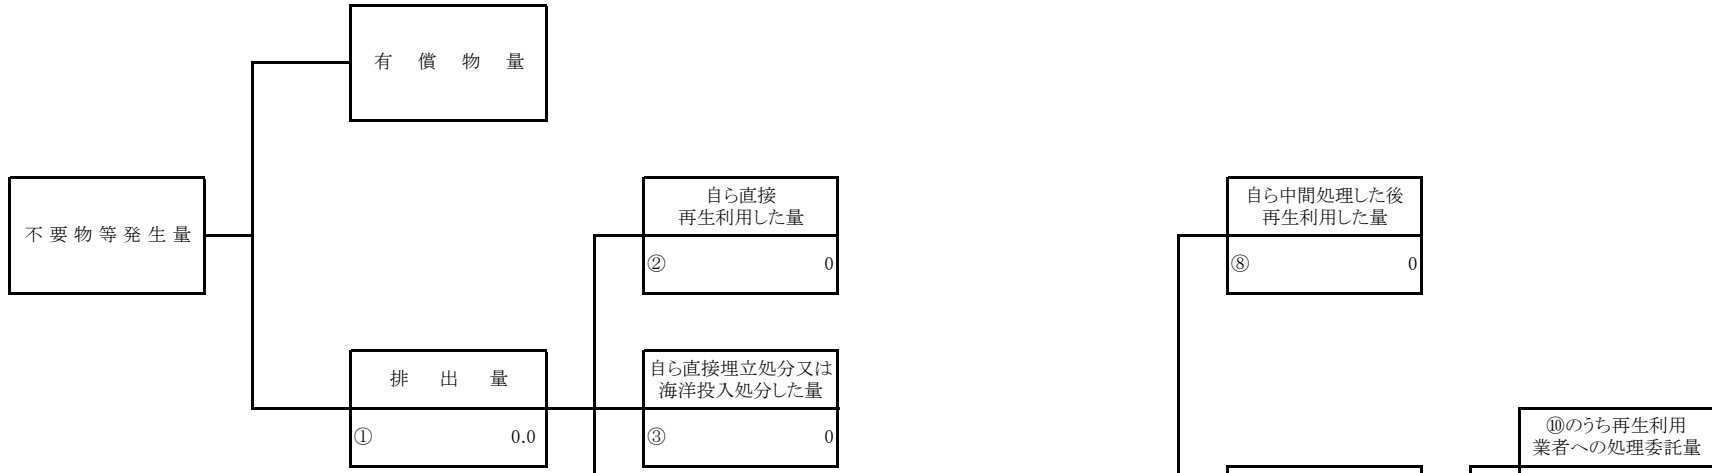 有償物量
不要物等発生量
自ら直接
再生利用した量
② 0
自ら中間処理した後
再生利用した量
⑧ 0
排出量
① 0.0
自ら直接埋立処分又は
海洋投入処分した量
③ 0
⑩のうち再生利用
業者への処理委託量